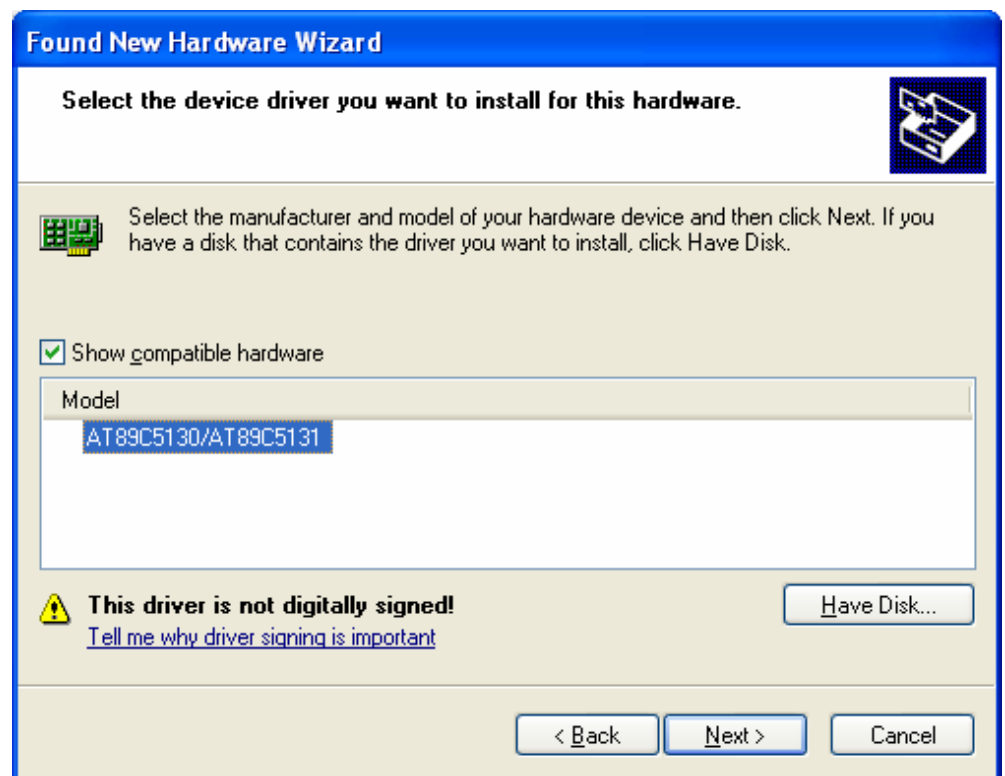 Found New Hardware Wizard
Select the device driver you want to install for this hardware.
Select the manufacturer and model of your hardware device and then click Next. If you
have a disk that contains the driver you want to install, click Have Disk.
Show compatible hardware
Model
AT89C5130/AT89C5131
This driver is not digitally signed!
Have Disk...
Tell me why driver signing is important
< Back
Next >
Cancel